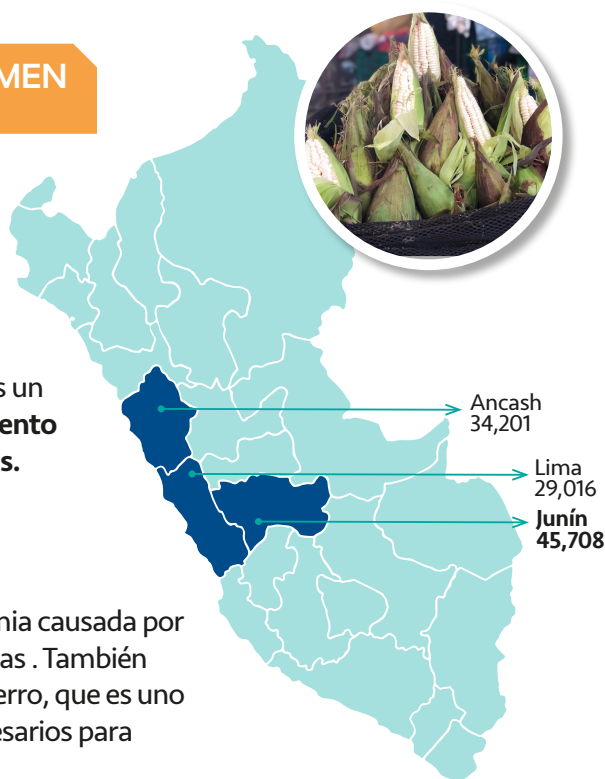 MEN
s un
ento
s.
Ancash
34,201
Lima
29,016
Junín
45,708
nia causada por
as . También
erro, que es uno
esarios para